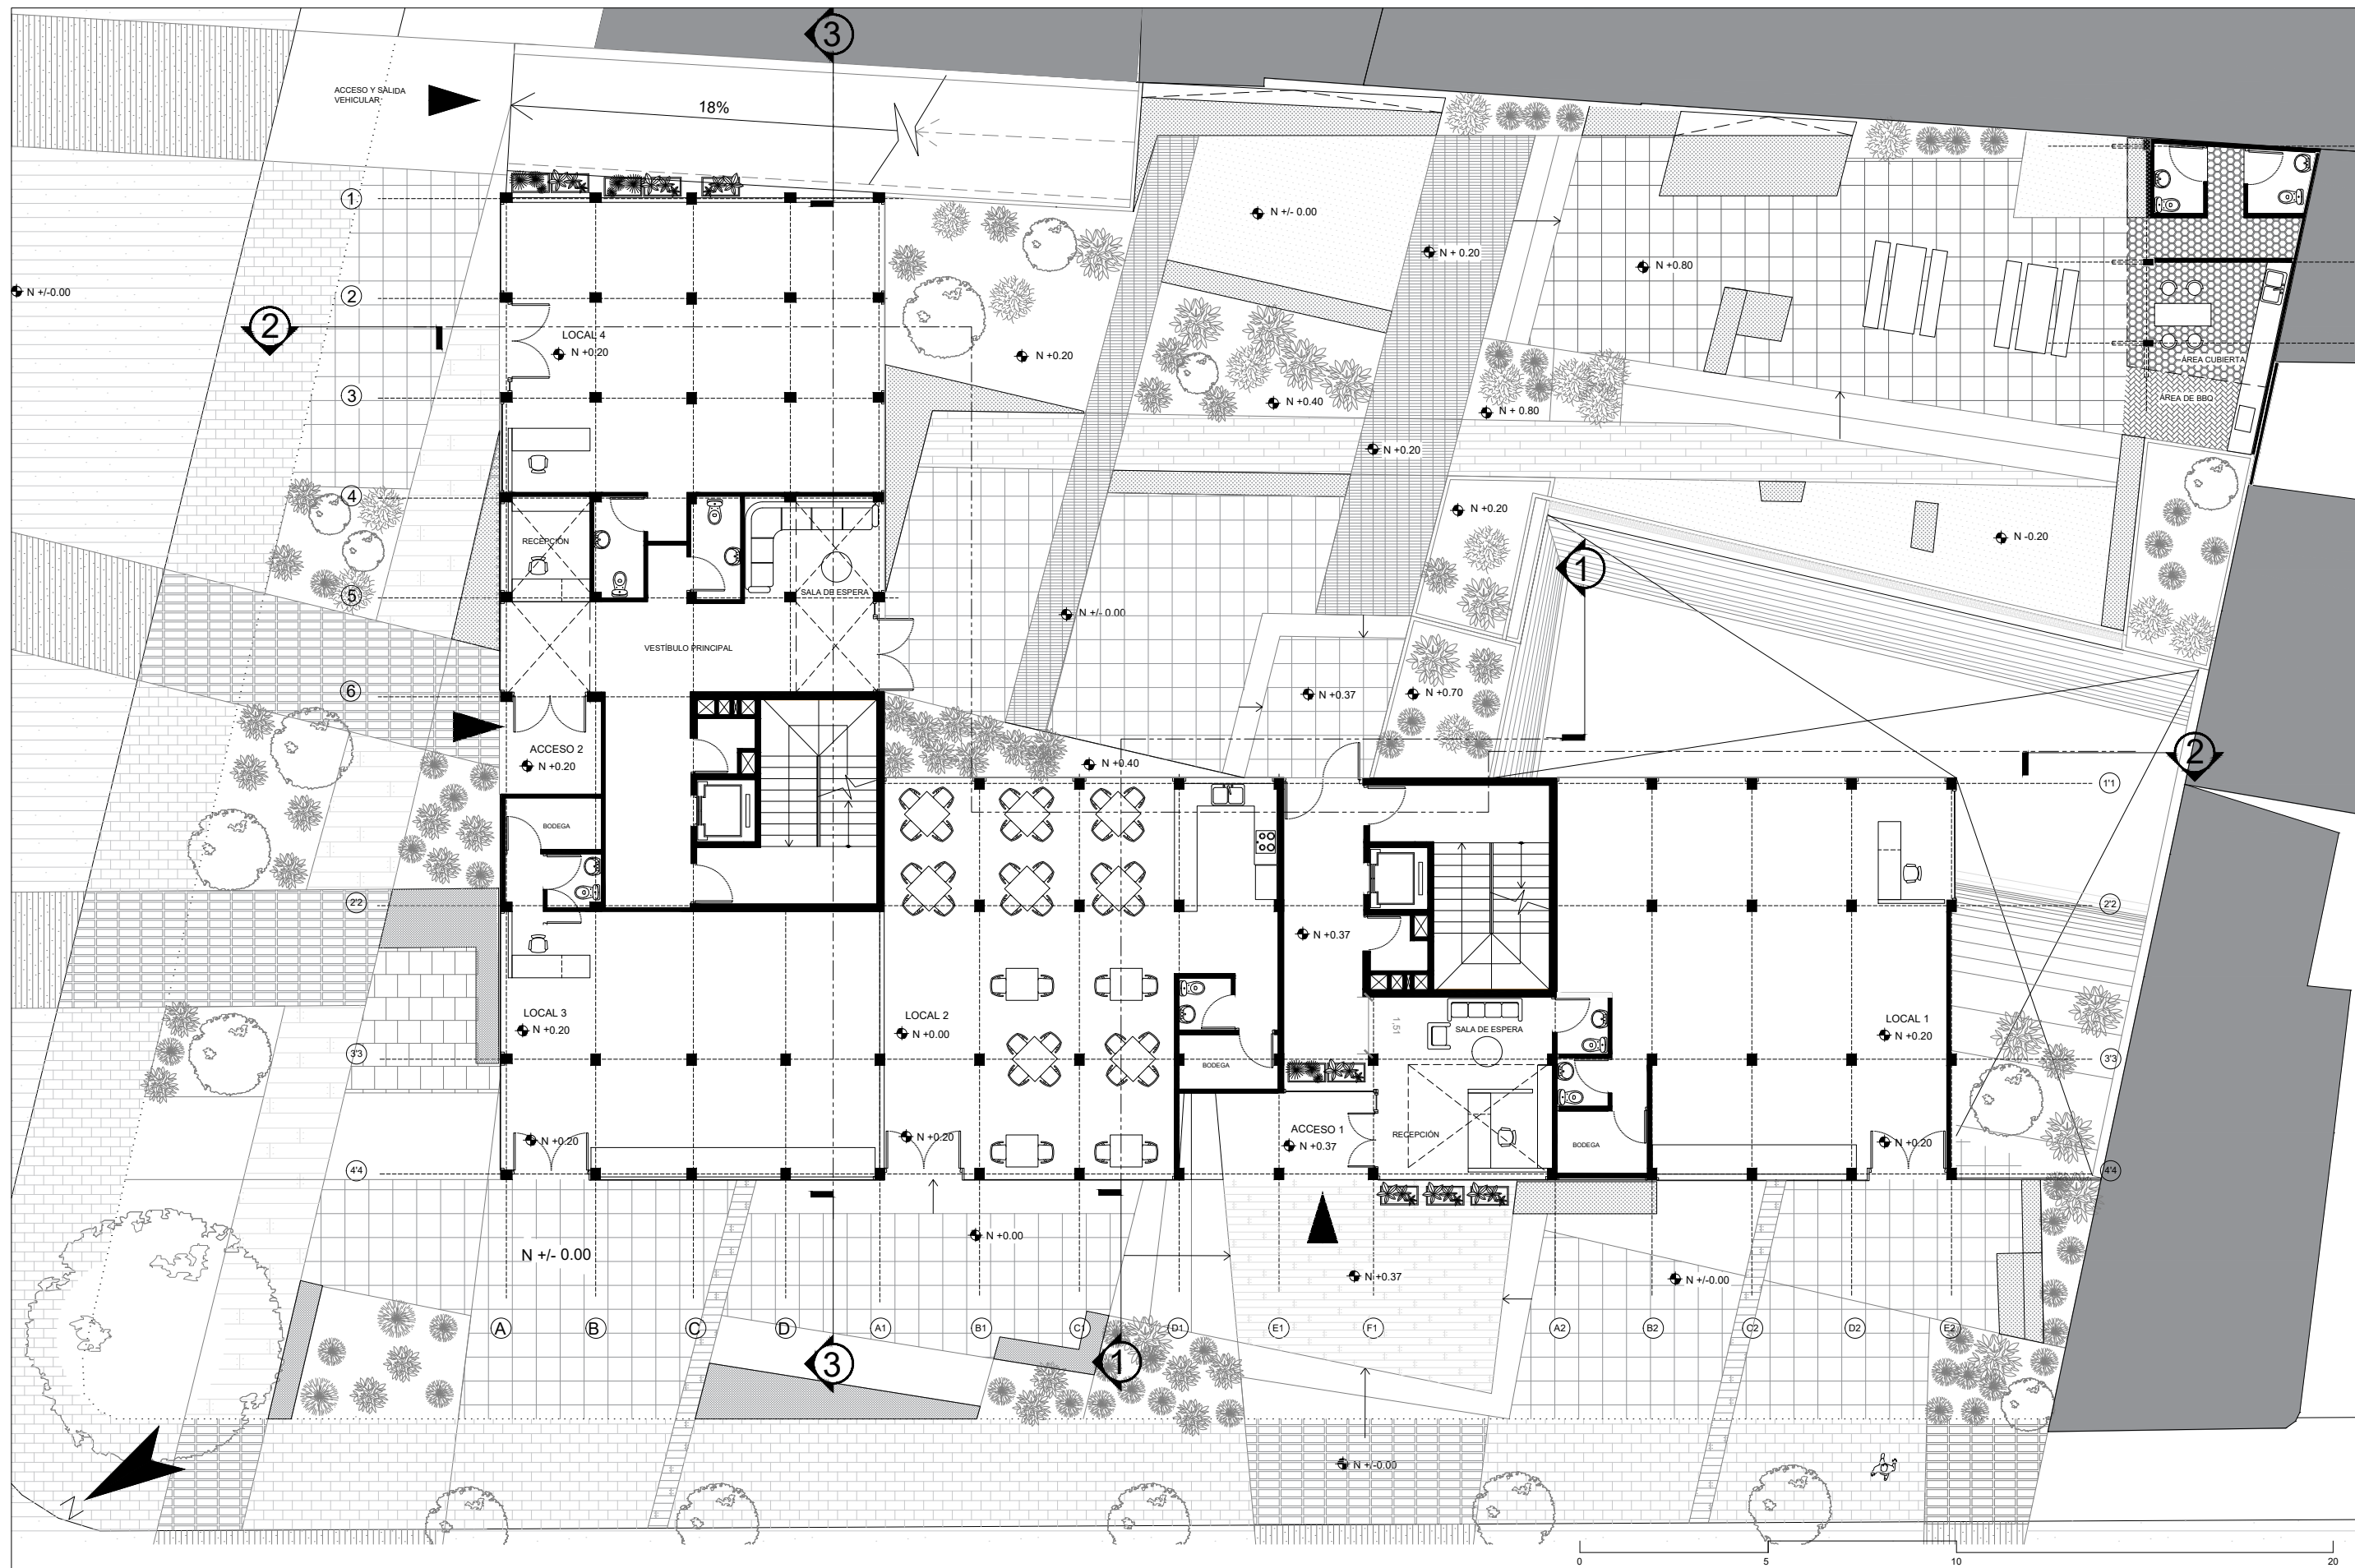 3
ACCESO Y SALIDA
VEHICULAR
18%
1
N +/- 0.00
N + 0.20
N +0.80
N +/-0.00
2
2
LOCAL 4
N +0.20
N +0.20
ÁREA CUBIERTA
3
ÁREA DE BBQ
N +0.40
N + 0.80
N +0.20
4
N +0.20
RECEPCIÓN
N -0.20
1
5
SALA DE ESPERA
N +/- 0.00
VESTÍBULO PRINCIPAL
6
N +0.37
N +0.70
ACCESO 2
N +0.20
N +0.40
2
1'1
BODEGA
2'2
2'2
N +0.37
LOCAL 3
N +0.20
LOCAL 2
N +0.00
1.51
SALA DE ESPERA
LOCAL 1
N +0.20
3'3
3'3
BODEGA
ACCESO 1
N +0.37
RECEPCIÓN
N +0.20
N +0.20
BODEGA
N +0.20
4'4
4'4
N +/- 0.00
N +0.00
N +0.37
N +/-0.00
A
B
C
D
A1
B1
C1
D1
E1
F1
A2
B2
C2
D2
E2
3
1
N +/-0.00
N
0
5
10
20